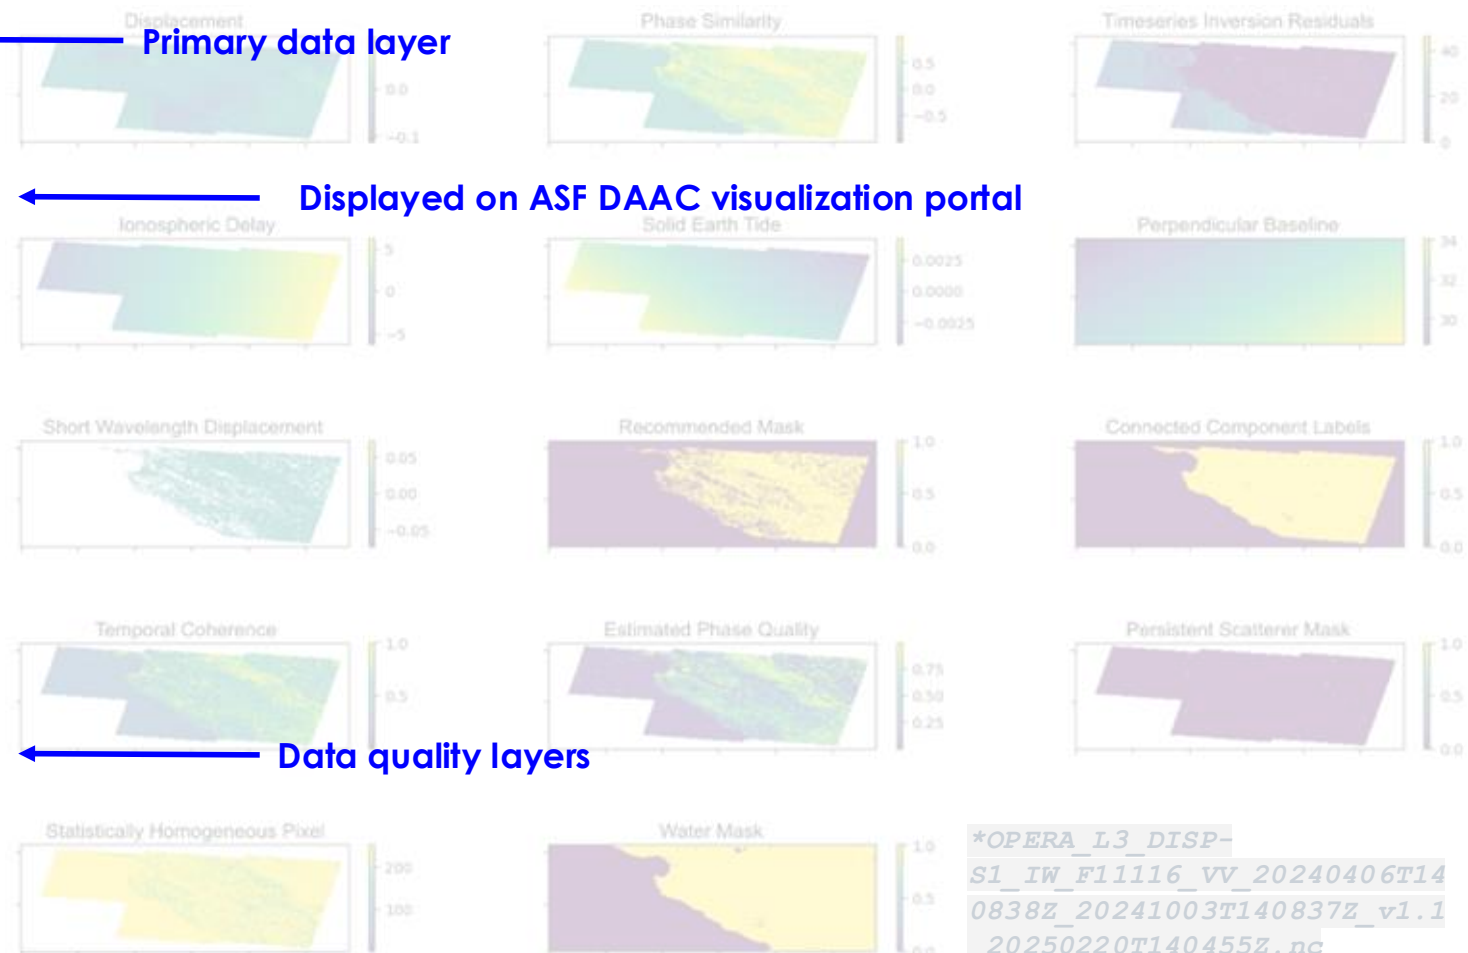 Displacement
Phase Similarity
Timeseries Inversion Residuals
Primary data layer
0.0
-0.1
0.5
0.0
-0.5
40
20
0
Displayed on ASF DAAC visualization portal
Ionospheric Delay
Solid Earth Tide
Perpendicular Baseline
5
0
-5
0.0025
0.0000
-0.0025
34
32
30
Short Wavelength Displacement
Recommended Mask
Connected Component Labels
0.05
0.00
-0.05
1.0
0.5
0.0
1.0
0.5
0.0
Temporal Coherence
Estimated Phase Quality
Persistent Scatterer Mask
1.0
0.5
0.75
0.50
0.25
1.0
0.5
0.0
Data quality layers
Statistically Homogeneous Pixel
Water Mask
200
100
1.0
0.5
0.0
*OPERA_L3_DISP-
S1_IW_F11116_VV_20240406T14
0838Z_20241003T140837Z_v1.1
_20250220T140455Z.nc